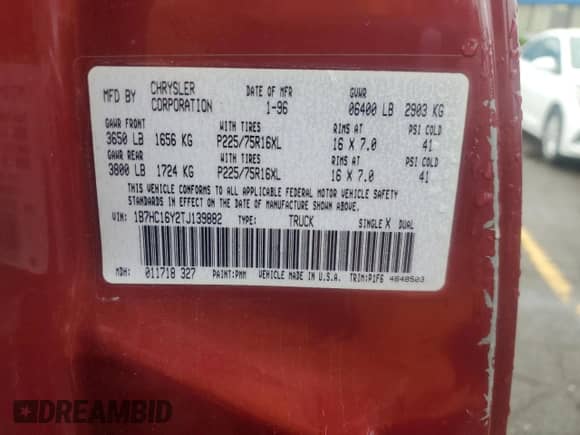 MFD BY CHRYSLER CORPORATION DATE OF MFR 1-96 GVWR 06400 LB 2903 KG
GAWR FRONT WITH TIRES RIMS AT PSI COLD
3650 LB 1656 KG P225/75R16XL 16 X 7.0 41
GAWR REAR WITH TIRES RIMS AT PSI COLD
3800 LB 1724 KG P225/75R16XL 16 X 7.0 41
THIS VEHICLE CONFORMS TO ALL APPLICABLE FEDERAL MOTOR VEHICLE SAFETY
STANDARDS IN EFFECT ON THE DATE OF MANUFACTURE SHOWN ABOVE.
VIN: 1B7HC16Y2TJ139882 TYPE: TRUCK SINGLE X DUAL
MDH: 011718 327 PAINT: PMM VEHICLE MADE IN U.S.A. TRIM: P1F6 4648503
DREAMBID